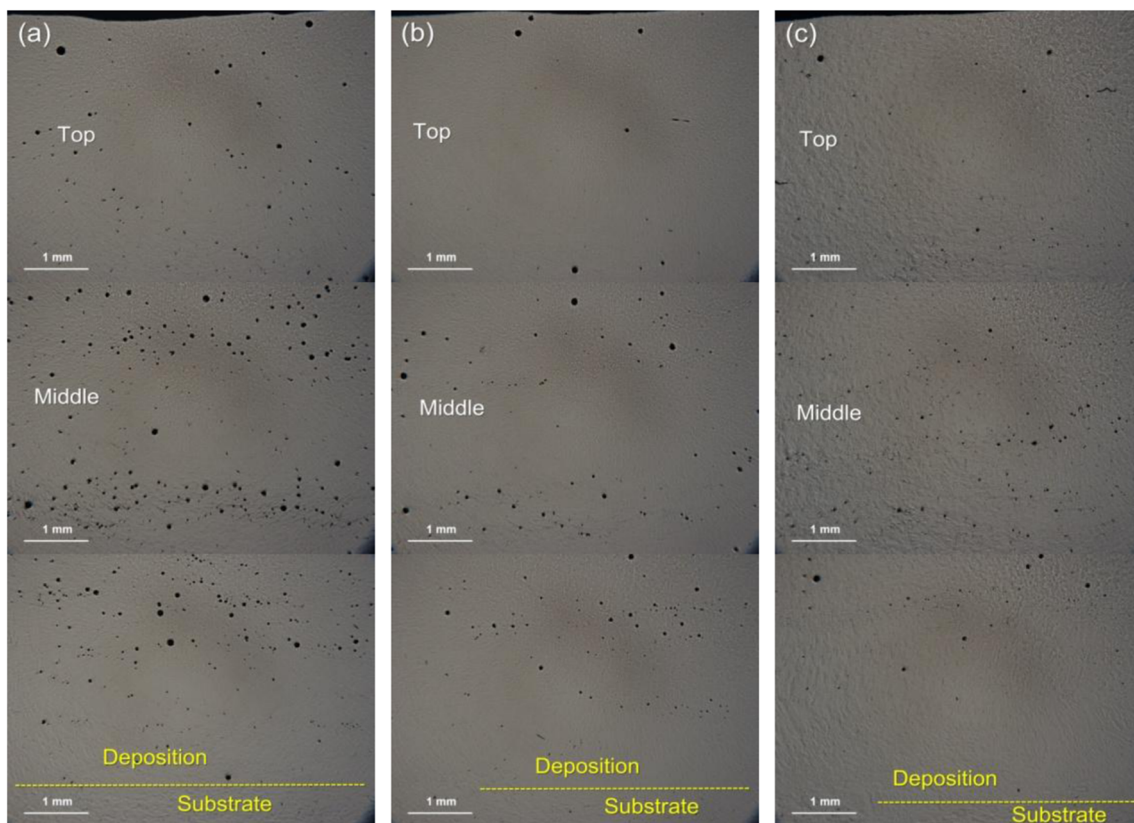 (a)
Top
1 mm
Middle
1 mm
Deposition
Substrate
1 mm
(b)
Top
1 mm
Middle
1 mm
Deposition
Substrate
1 mm
(c)
Top
1 mm
Middle
1 mm
Deposition
Substrate
1 mm